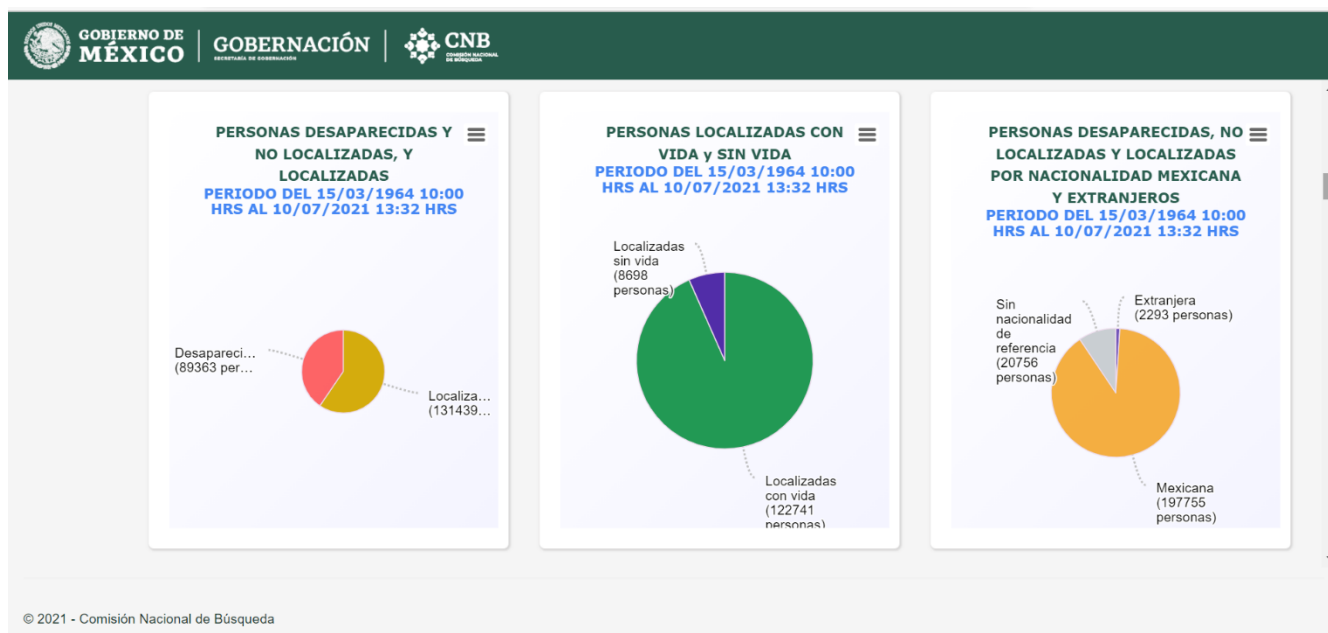 GOBIERNO DE
MÉXICO
GOBERNACIÓN
SECRETARÍA DE GOBERNACIÓN
CNB
COMISIÓN NACIONAL
DE BÚSQUEDA
PERSONAS DESAPARECIDAS Y
NO LOCALIZADAS, Y
LOCALIZADAS
PERIODO DEL 15/03/1964 10:00
HRS AL 10/07/2021 13:32 HRS
Desapareci...
(89363 per...
Localiza...
(131439...
PERSONAS LOCALIZADAS CON
VIDA y SIN VIDA
PERIODO DEL 15/03/1964 10:00
HRS AL 10/07/2021 13:32 HRS
Localizadas
sin vida
(8698
personas)
Localizadas
con vida
(122741
personas)
PERSONAS DESAPARECIDAS, NO
LOCALIZADAS Y LOCALIZADAS
POR NACIONALIDAD MEXICANA
Y EXTRANJEROS
PERIODO DEL 15/03/1964 10:00
HRS AL 10/07/2021 13:32 HRS
Sin
nacionalidad
de
referencia
(20756
personas)
Extranjera
(2293 personas)
Mexicana
(197755
personas)
© 2021 - Comisión Nacional de Búsqueda